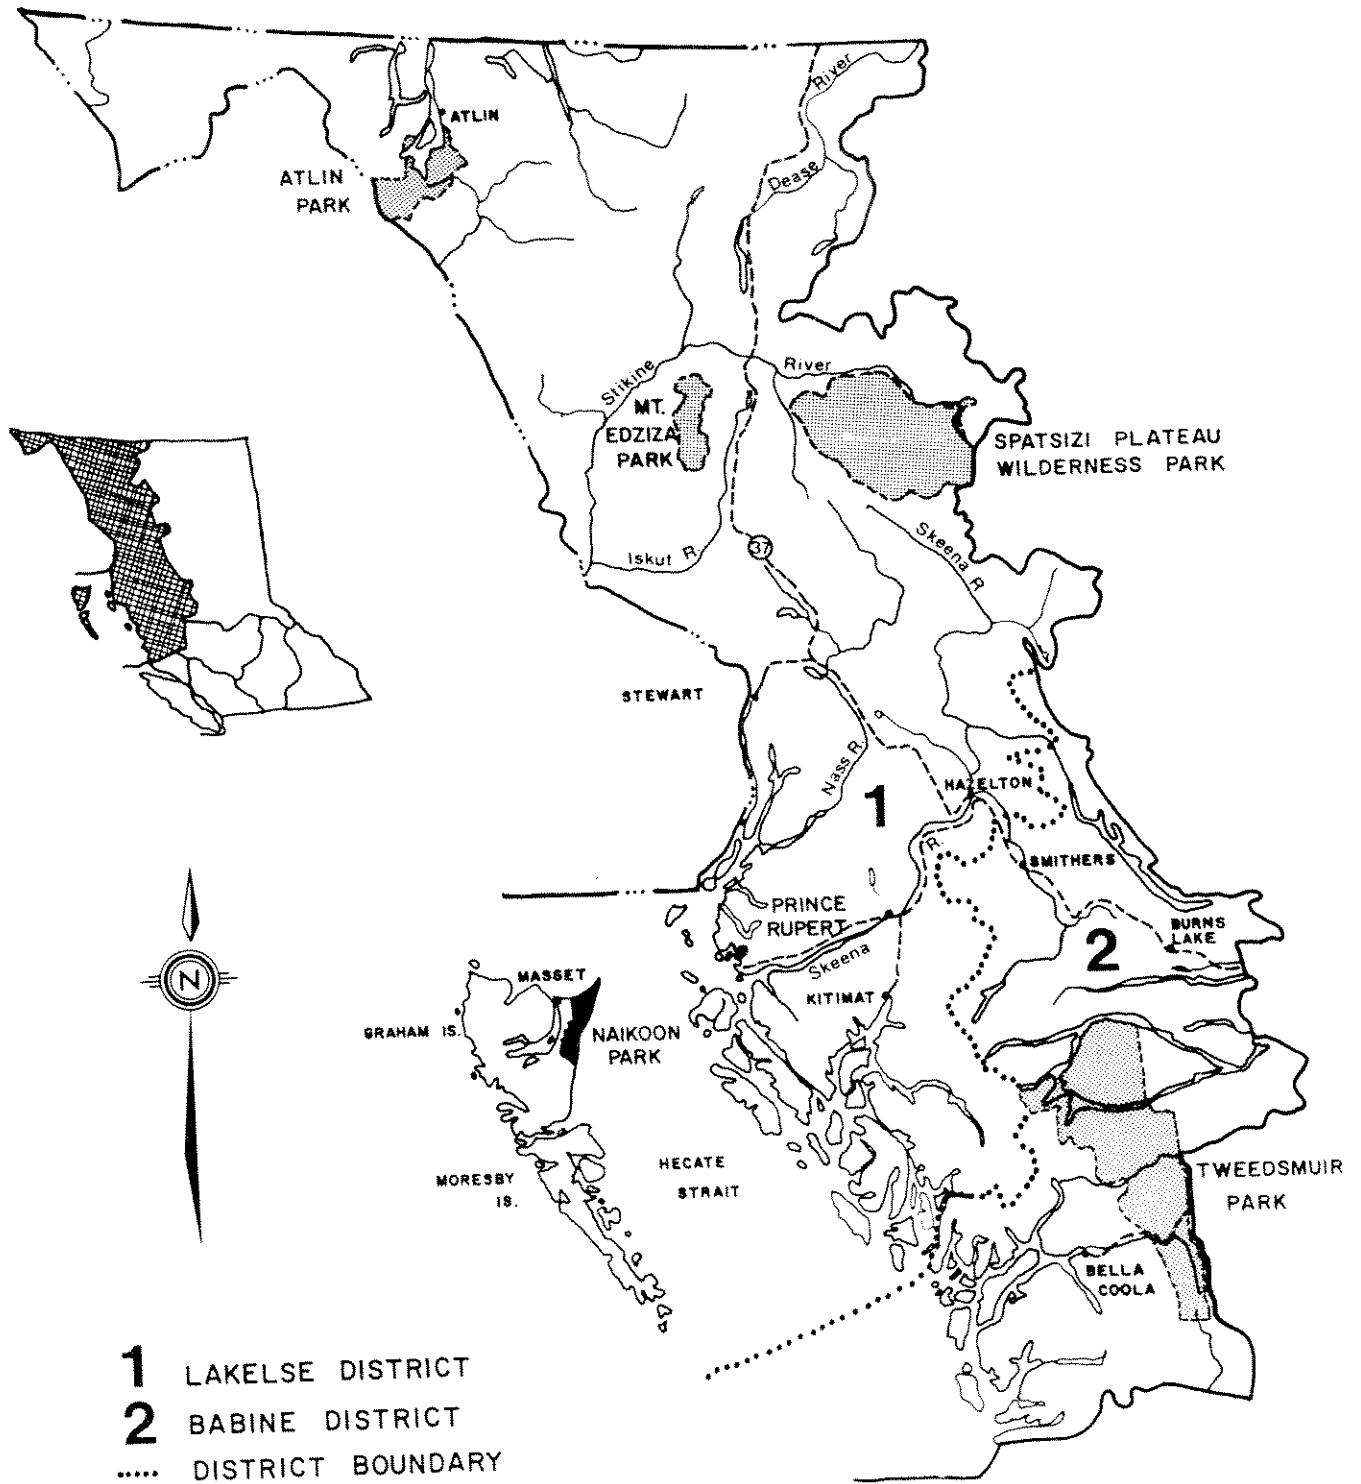 River
ATLIN
Dease
ATLIN
PARK
Stikine
River
MT.
EDZIZA
PARK
SPATSIZI PLATEAU
WILDERNESS PARK
Skeena R.
Iskut R.
37
STEWART
Nass R.
1
HAZELTON
R.
SMITHERS
PRINCE
RUPERT
BURNS
LAKE
2
Skeena
MASSET
KITIMAT
N
GRAHAM IS.
NAIKOON
PARK
HECATE
STRAIT
MORESBY
IS.
TWEEDSMUIR
PARK
BELLA
COOLA
1 LAKELSE DISTRICT
2 BABINE DISTRICT
..... DISTRICT BOUNDARY